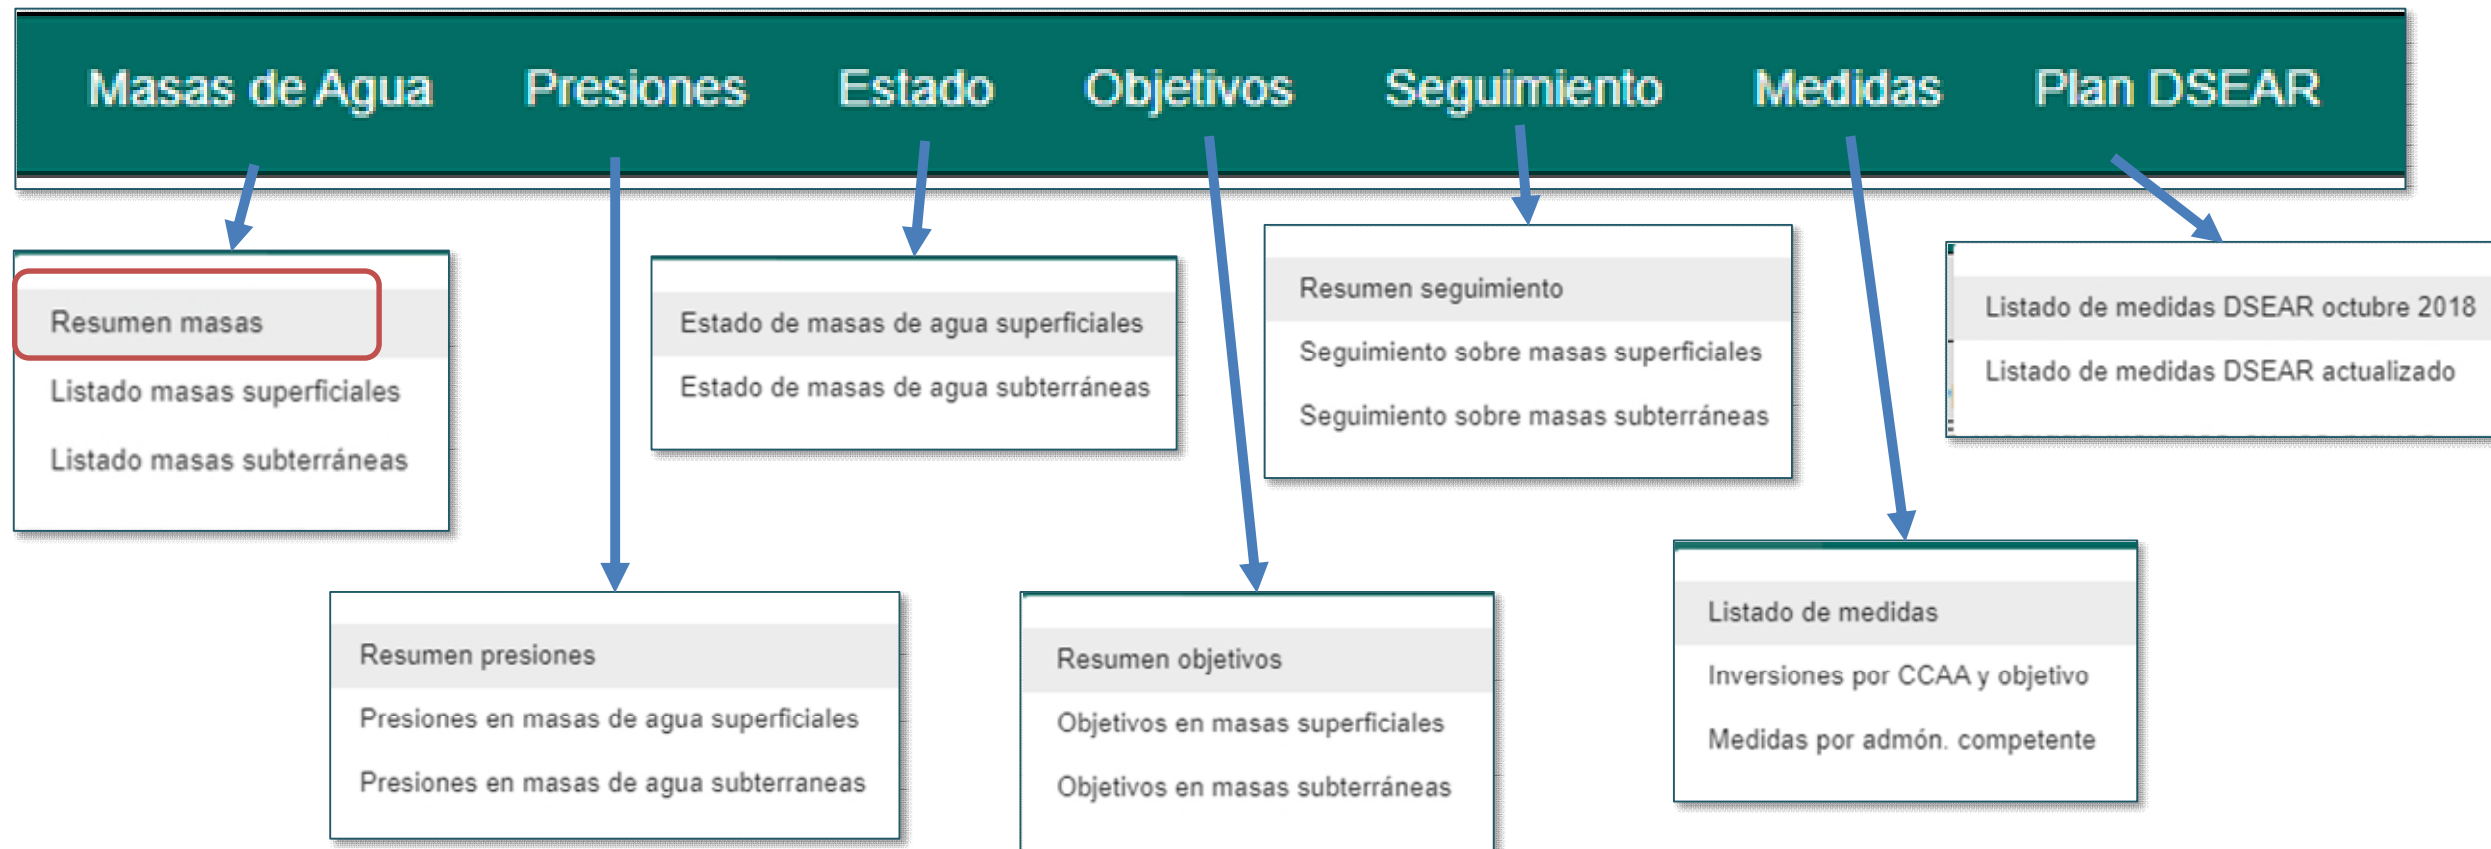 Masas de Agua Presiones Estado Objetivos Seguimiento Medidas Plan DSEAR
Resumen masas
Listado masas superficiales
Listado masas subterráneas
Estado de masas de agua superficiales
Estado de masas de agua subterráneas
Resumen seguimiento
Seguimiento sobre masas superficiales
Seguimiento sobre masas subterráneas
Listado de medidas DSEAR octubre 2018
Listado de medidas DSEAR actualizado
Resumen presiones
Presiones en masas de agua superficiales
Presiones en masas de agua subterraneas
Resumen objetivos
Objetivos en masas superficiales
Objetivos en masas subterráneas
Listado de medidas
Inversiones por CCAA y objetivo
Medidas por admón. competente